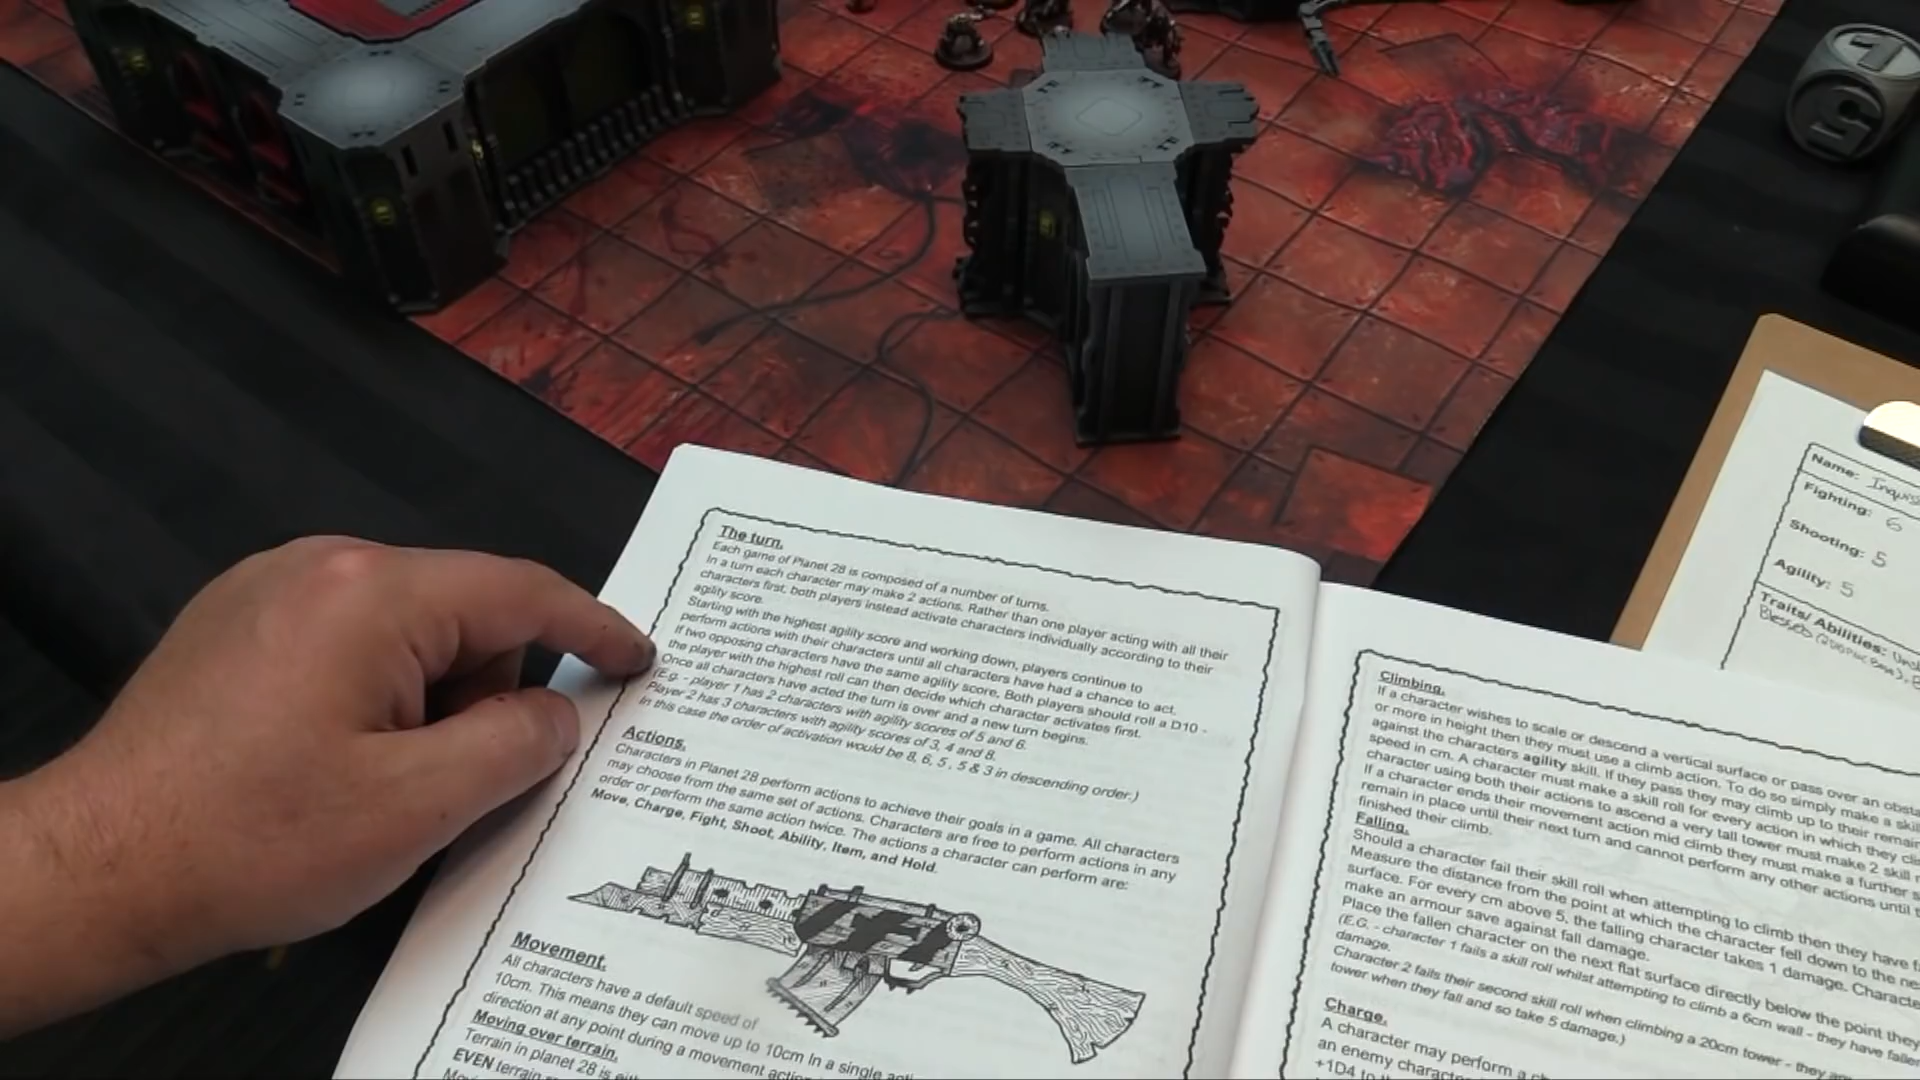 The turn.
Each game of Planet 28 is composed of a number of turns.
In a turn each character may make 2 actions. Rather than one player acting with all their
characters first, both players instead activate characters individually according to their
agility score.
Starting with the highest agility score and working down, players continue to
perform actions with their characters until all characters have had a chance to act.
If two opposing characters have the same agility score, Both players should roll a D10 -
the player with the highest roll can then decide which character activates first.
Once all characters have acted the turn is over and a new turn begins.
(E.g. - player 1 has 2 characters with agility scores of 5 and 6.
Player 2 has 3 characters with agility scores of 3, 4 and 8.
In this case the order of activation would be 8, 6, 5 , 5 & 3 in descending order.)
Actions.
Characters in Planet 28 perform actions to achieve their goals in a game. All characters
may choose from the same set of actions. Characters are free to perform actions in any
order or perform the same action twice. The actions a character can perform are:
Move, Charge, Fight, Shoot, Ability, Item, and Hold.
Movement.
All characters have a default speed of
10cm. This means they can move up to 10cm In a single
direction at any point during a movement
Moving over terrain.
Terrain in planet 28 is
EVEN terrain
Climbing.
If a character wishes to scale or descend a vertical surface or pass over an
or more in height then they must use a climb action. To do so simply make a
against the characters agility skill. If they pass they may climb up to their
speed in cm. A character must make a skill roll for every action in which they
character using both their actions to ascend a very tall tower must make 2 skill
If a character ends their movement action mid climb they must make a further
remain in place until their next turn and cannot perform any other actions until
finished their climb.
Falling.
Should a character fail their skill roll when attempting to climb then they have
Measure the distance from the point at which the character fell down to the
surface. For every cm above 5, the falling character takes 1 damage.
make an armour save against fall damage.
Place the fallen character on the next flat surface directly below the point they
(E.G. - character 1 fails a skill roll whilst attempting to climb a 6cm wall - they have
damage.
Character 2 fails their second skill roll when climbing a 20cm tower - they are
tower when they fall and so take 5 damage.)
Charge.
A character may perform a
an enemy
+1D4 to
Name:
Fighting: 6
Shooting: 5
Agility: 5
Traits/ Abilities:
1
5